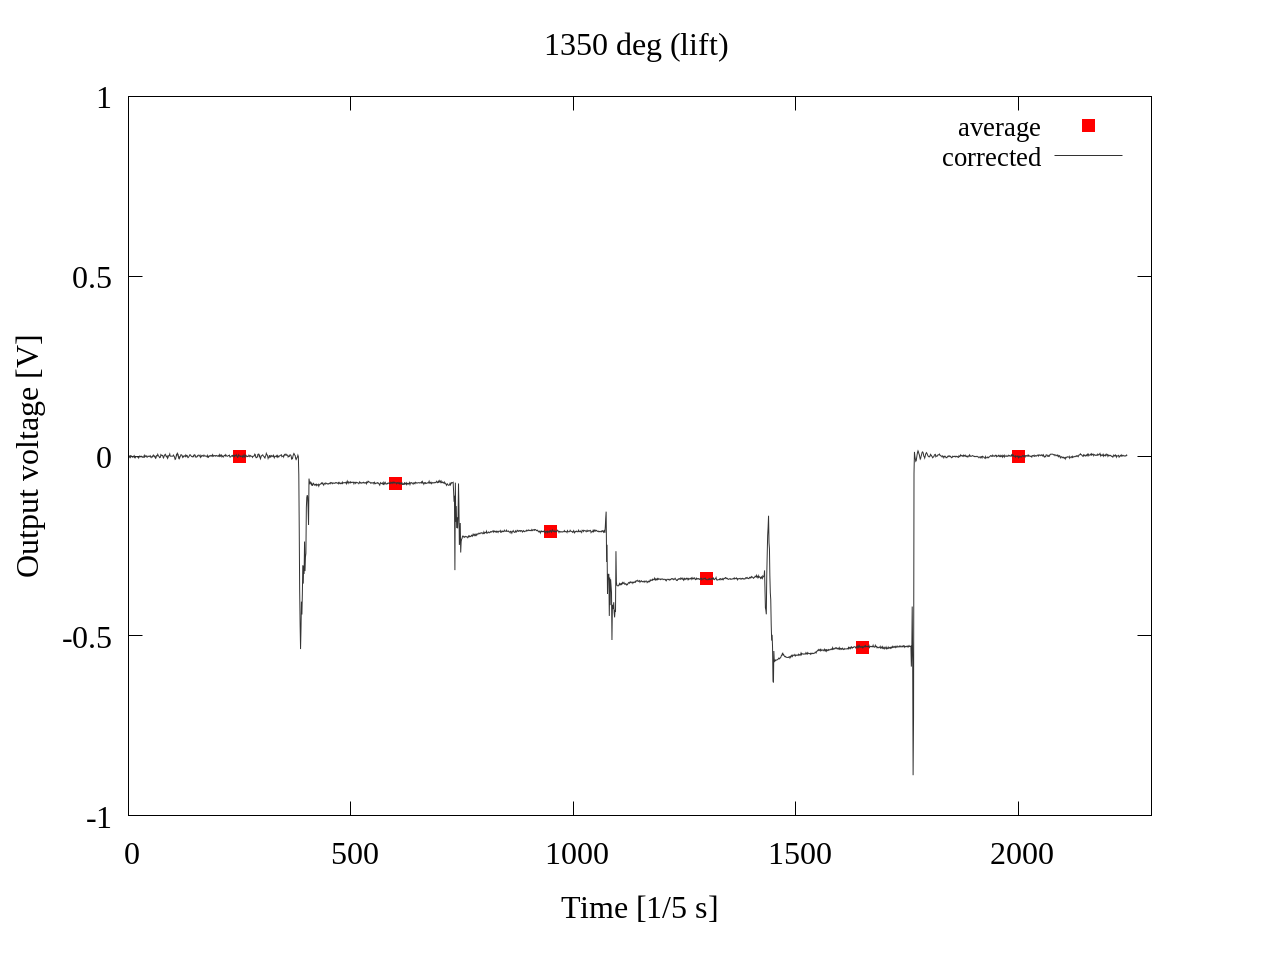 1350 deg (lift)
1
0.5
0
-0.5
-1
Output voltage [V]
average
corrected
0 500 1000 1500 2000
Time [1/5 s]